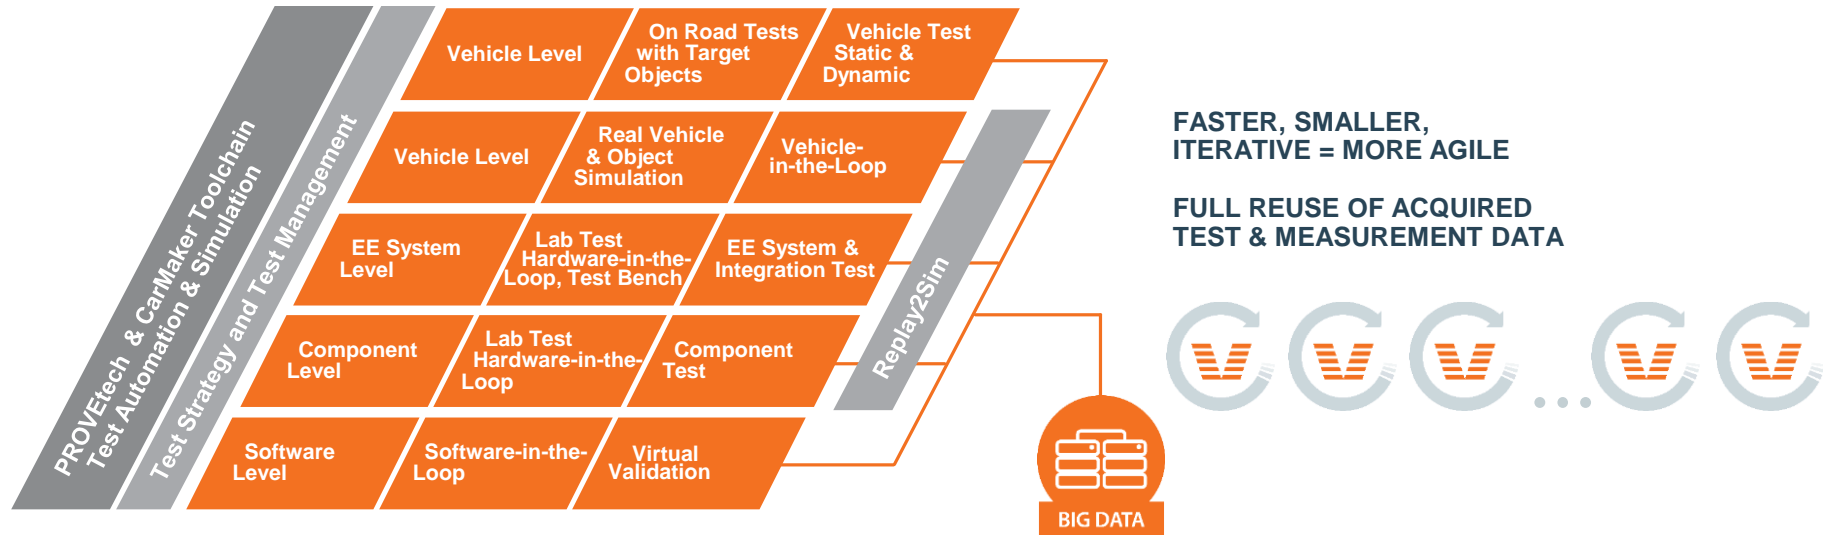 PROVEtech & CarMaker Toolchain
Test Automation & Simulation
Test Strategy and Test Management
Vehicle Level
On Road Tests
with Target
Objects
Vehicle Test
Static &
Dynamic
Vehicle Level
Real Vehicle
& Object
Simulation
Vehicle-
in-the-Loop
EE System
Level
Lab Test
Hardware-in-the-
Loop, Test Bench
EE System &
Integration Test
Component
Level
Lab Test
Hardware-in-the-
Loop
Component
Test
Software
Level
Software-in-the-
Loop
Virtual
Validation
Replay2Sim
BIG DATA
FASTER, SMALLER,
ITERATIVE = MORE AGILE
FULL REUSE OF ACQUIRED
TEST & MEASUREMENT DATA